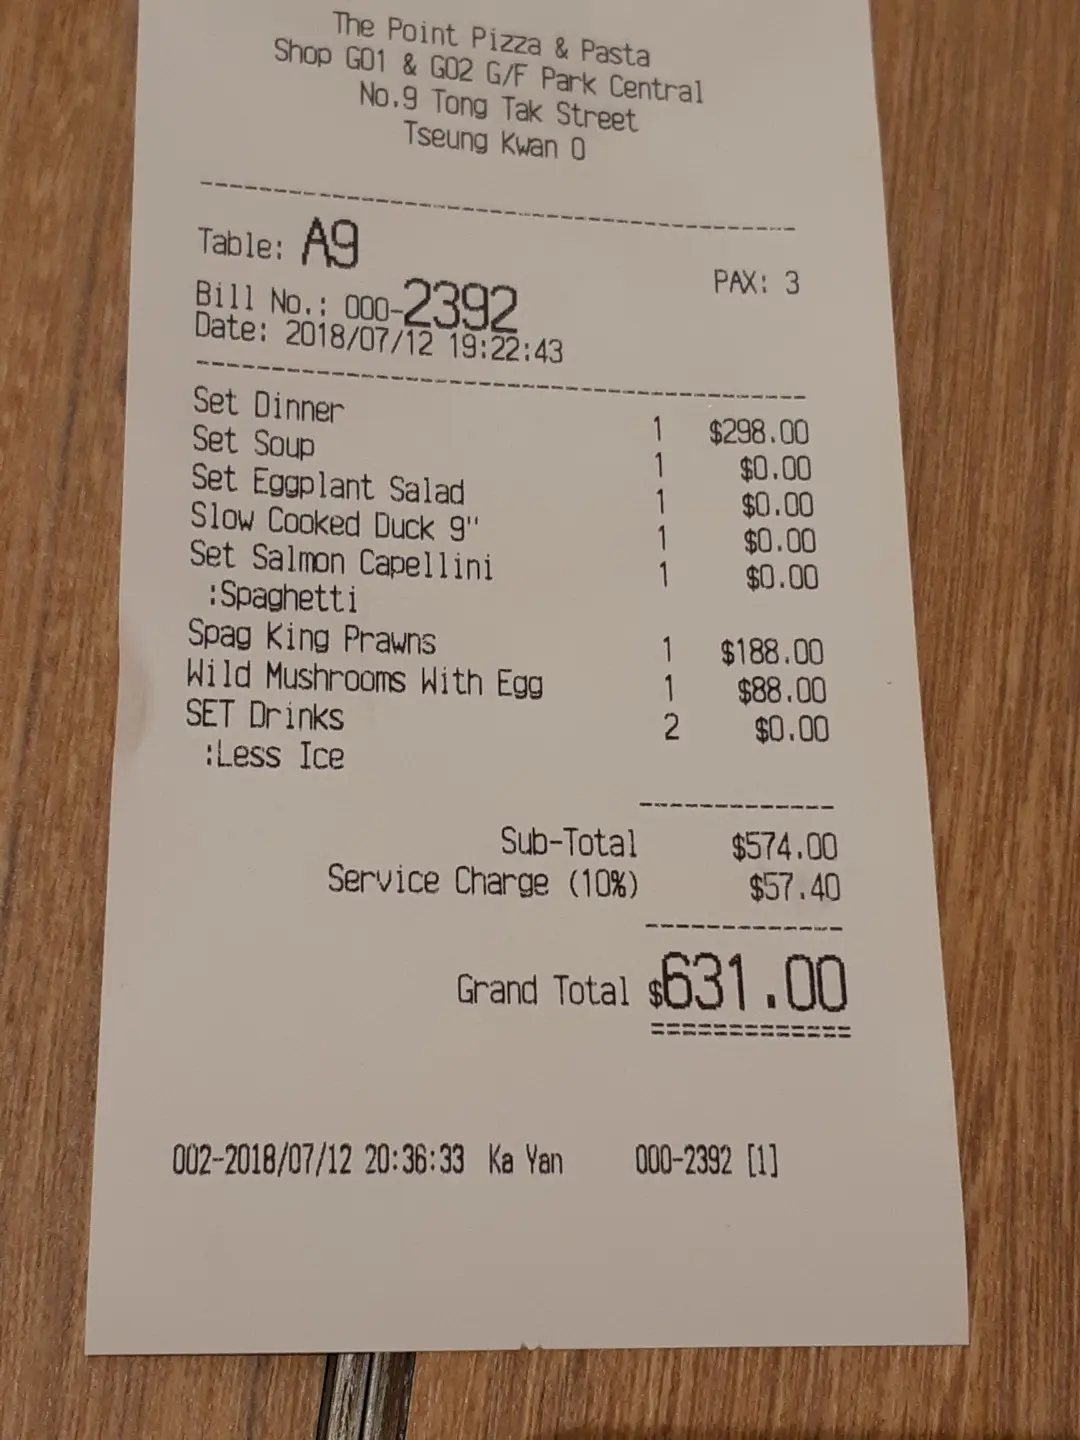 The Point Pizza & Pasta
Shop G01 & G02 G/F Park Central
No.9 Tong Tak Street
Tseung Kwan O
Table: A9 PAX: 3
Bill No.: 000-2392
Date: 2018/07/12 19:22:43
Set Dinner 1 $298.00
Set Soup 1 $0.00
Set Eggplant Salad 1 $0.00
Slow Cooked Duck 9" 1 $0.00
Set Salmon Capellini 1 $0.00
:Spaghetti
Spag King Prawns 1 $188.00
Wild Mushrooms With Egg 1 $88.00
SET Drinks 2 $0.00
:Less Ice
Sub-Total $574.00
Service Charge (10%) $57.40
Grand Total $631.00
002-2018/07/12 20:36:33 Ka Yan 000-2392 [1]